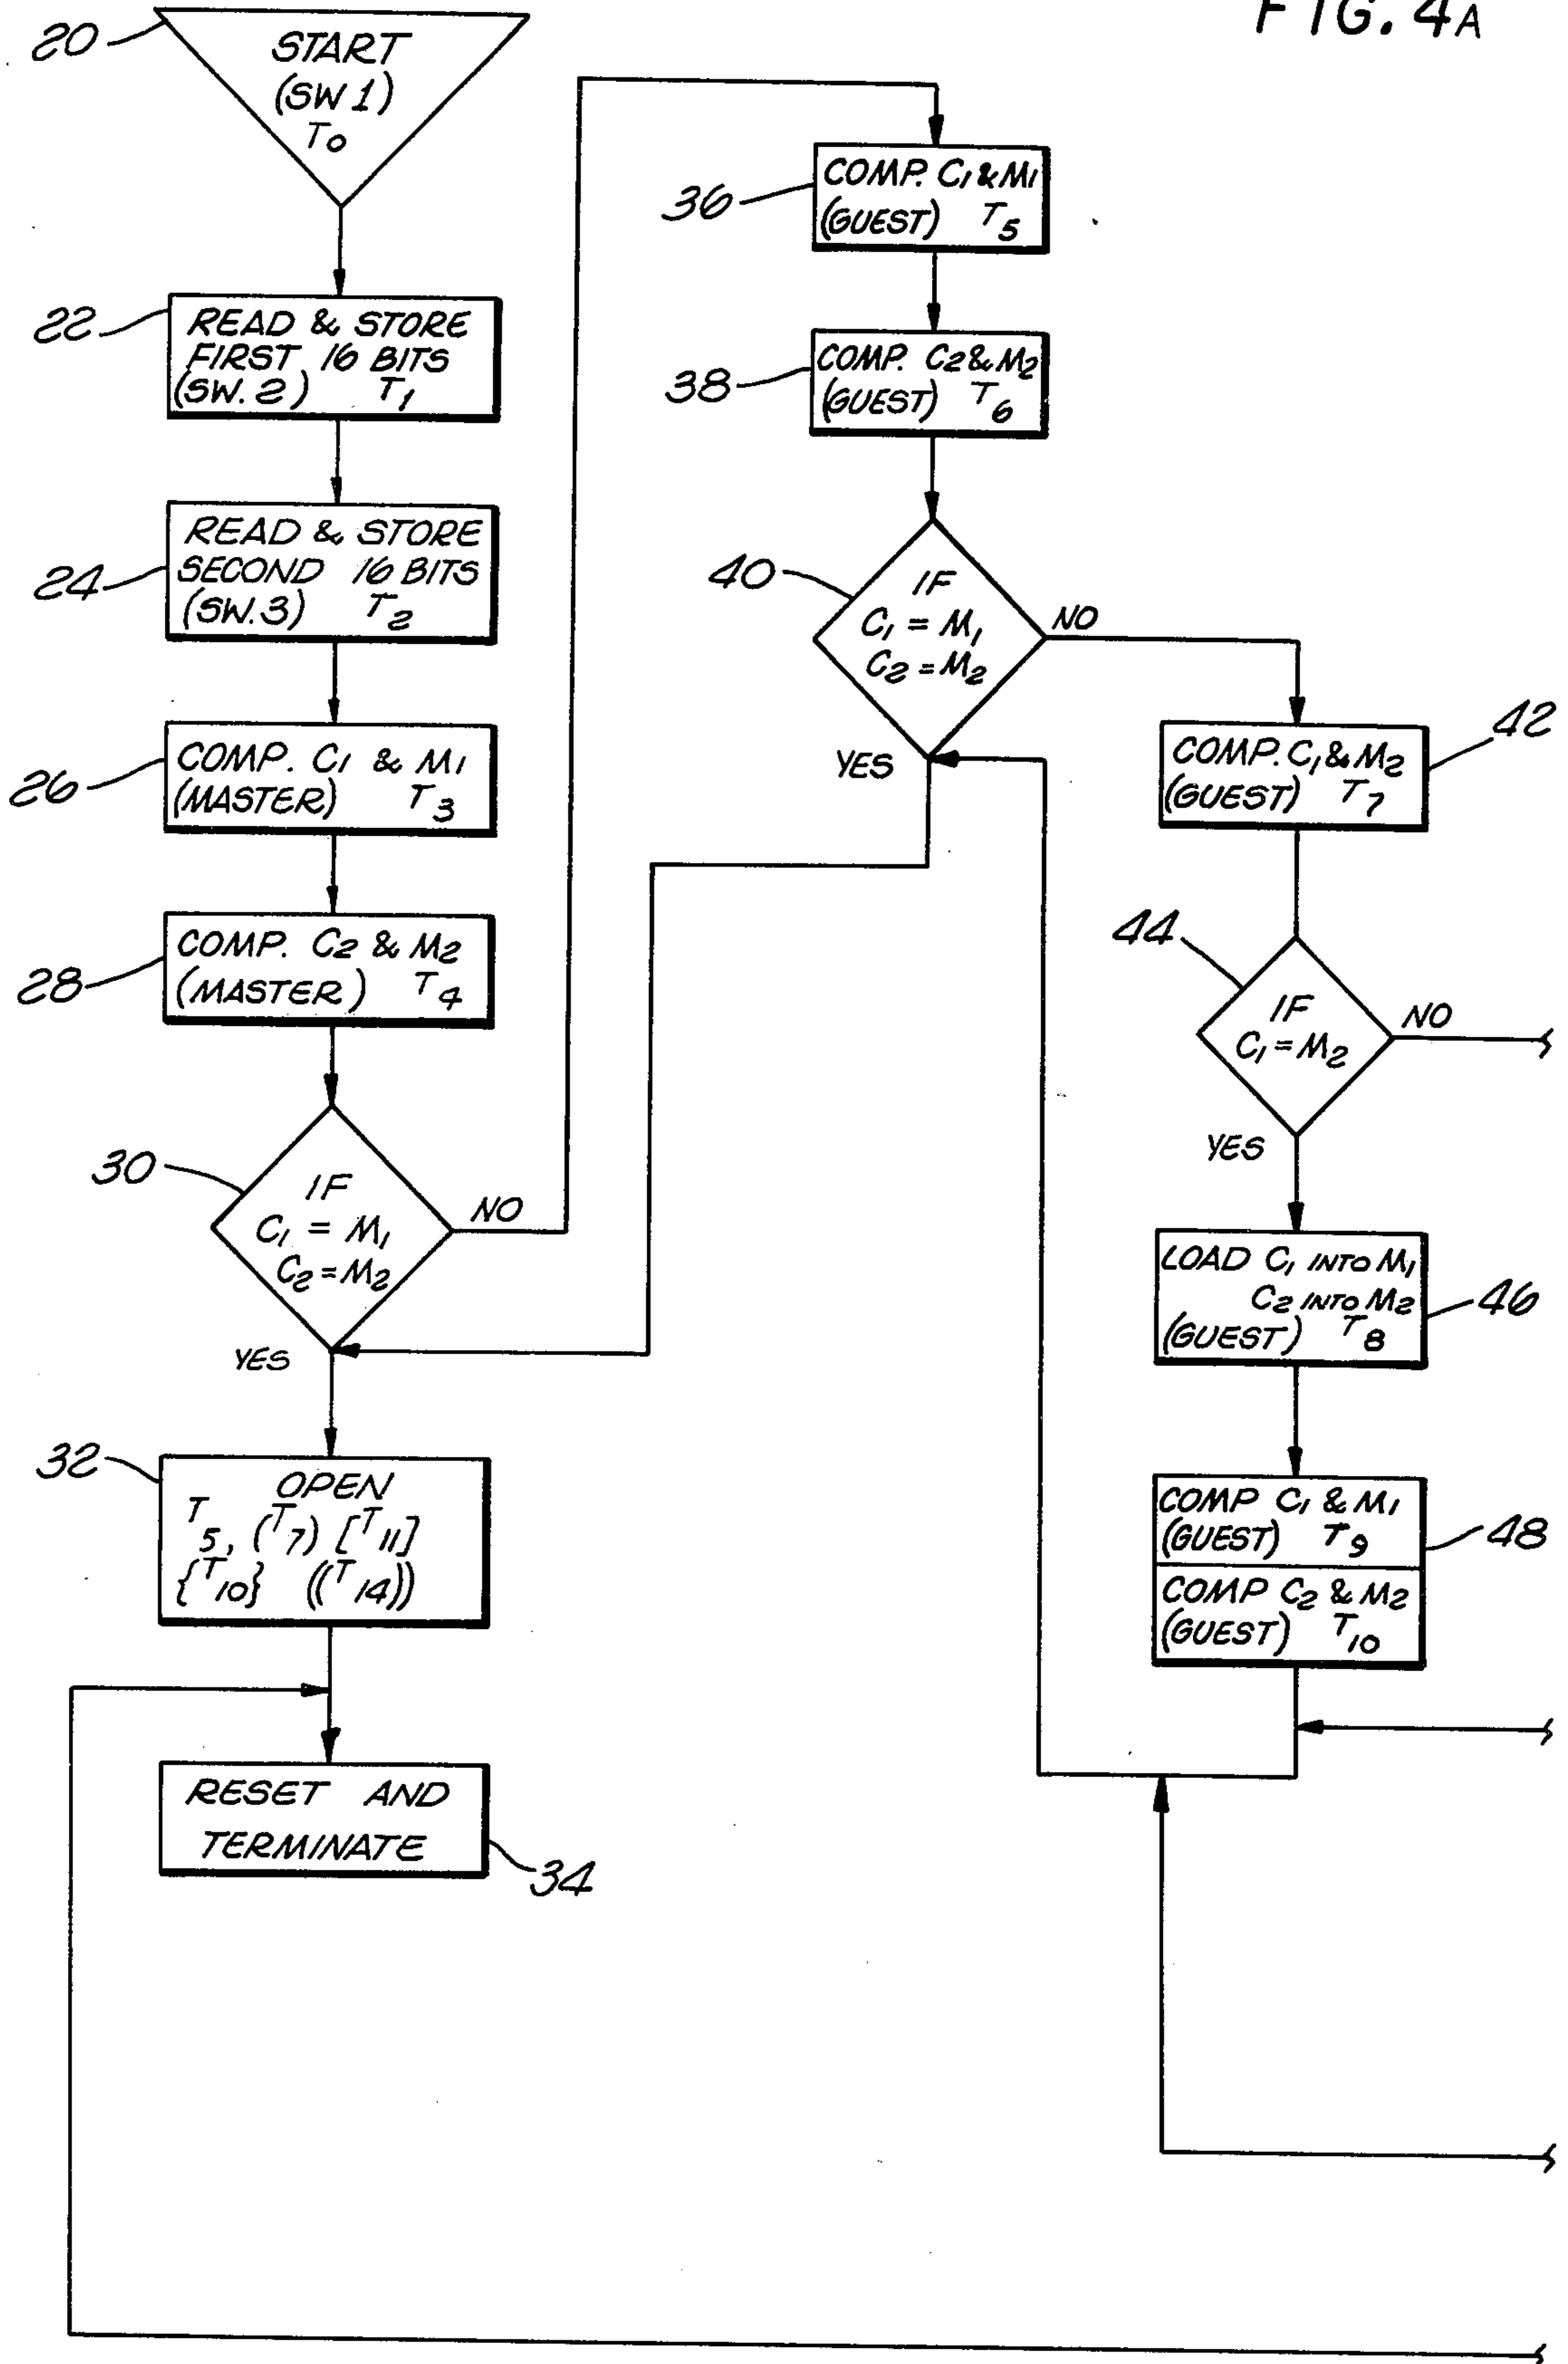 FIG. 4A
20
START
(SW 1)
T0
22
READ & STORE
FIRST 16 BITS
(SW. 2) T1
24
READ & STORE
SECOND 16 BITS
(SW. 3) T2
26
COMP. C1 & M1
(MASTER) T3
28
COMP. C2 & M2
(MASTER) T4
30
IF
C1 = M1
C2 = M2
NO
YES
32
OPEN
T5, (T7) [T11]
{T10} ((T14))
RESET AND
TERMINATE
34
36
COMP. C1 & M1
(GUEST) T5
38
COMP. C2 & M2
(GUEST) T6
40
IF
C1 = M1
C2 = M2
NO
YES
42
COMP. C1 & M2
(GUEST) T7
44
IF
C1 = M2
NO
YES
LOAD C1 INTO M1
C2 INTO M2
(GUEST) T8
46
COMP C1 & M1
(GUEST) T9
48
COMP C2 & M2
(GUEST) T10